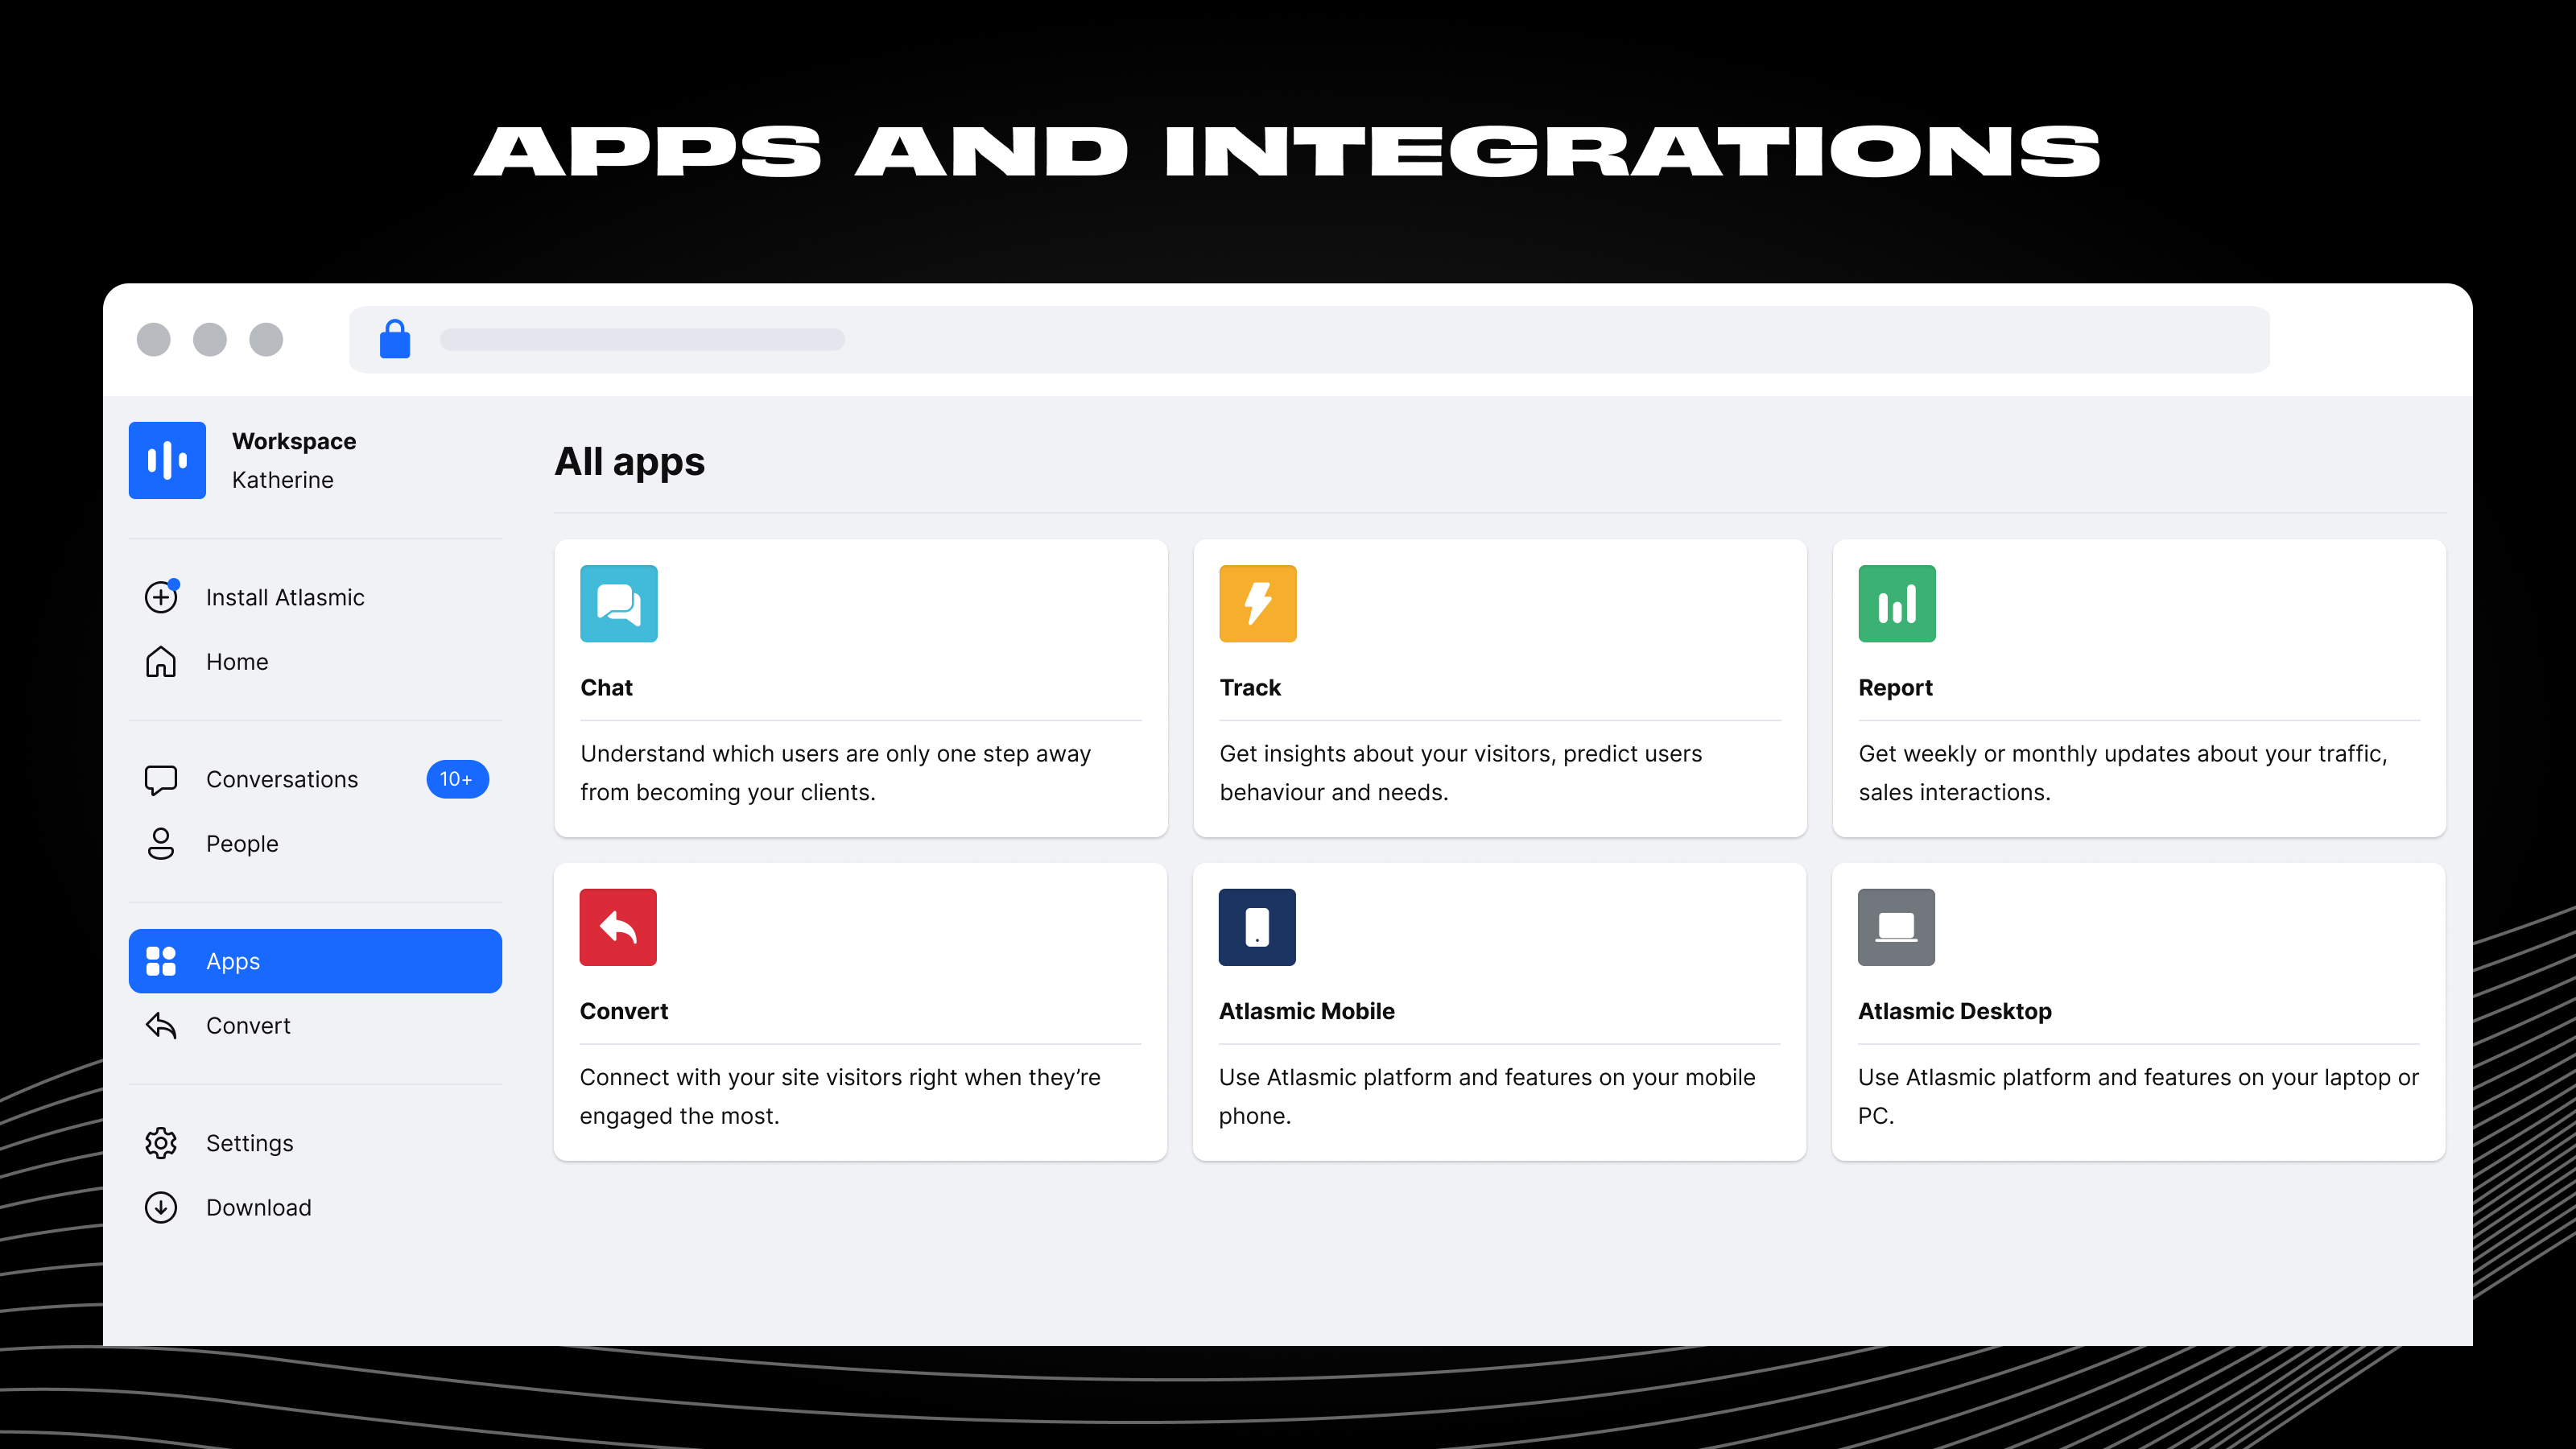 APPS AND INTEGRATIONS
Workspace
Katherine
Install Atlasmic
Home
Conversations 10+
People
Apps
Convert
Settings
Download
All apps
Chat
Understand which users are only one step away
from becoming your clients.
Track
Get insights about your visitors, predict users
behaviour and needs.
Report
Get weekly or monthly updates about your traffic,
sales interactions.
Convert
Connect with your site visitors right when they’re
engaged the most.
Atlasmic Mobile
Use Atlasmic platform and features on your mobile
phone.
Atlasmic Desktop
Use Atlasmic platform and features on your laptop or
PC.